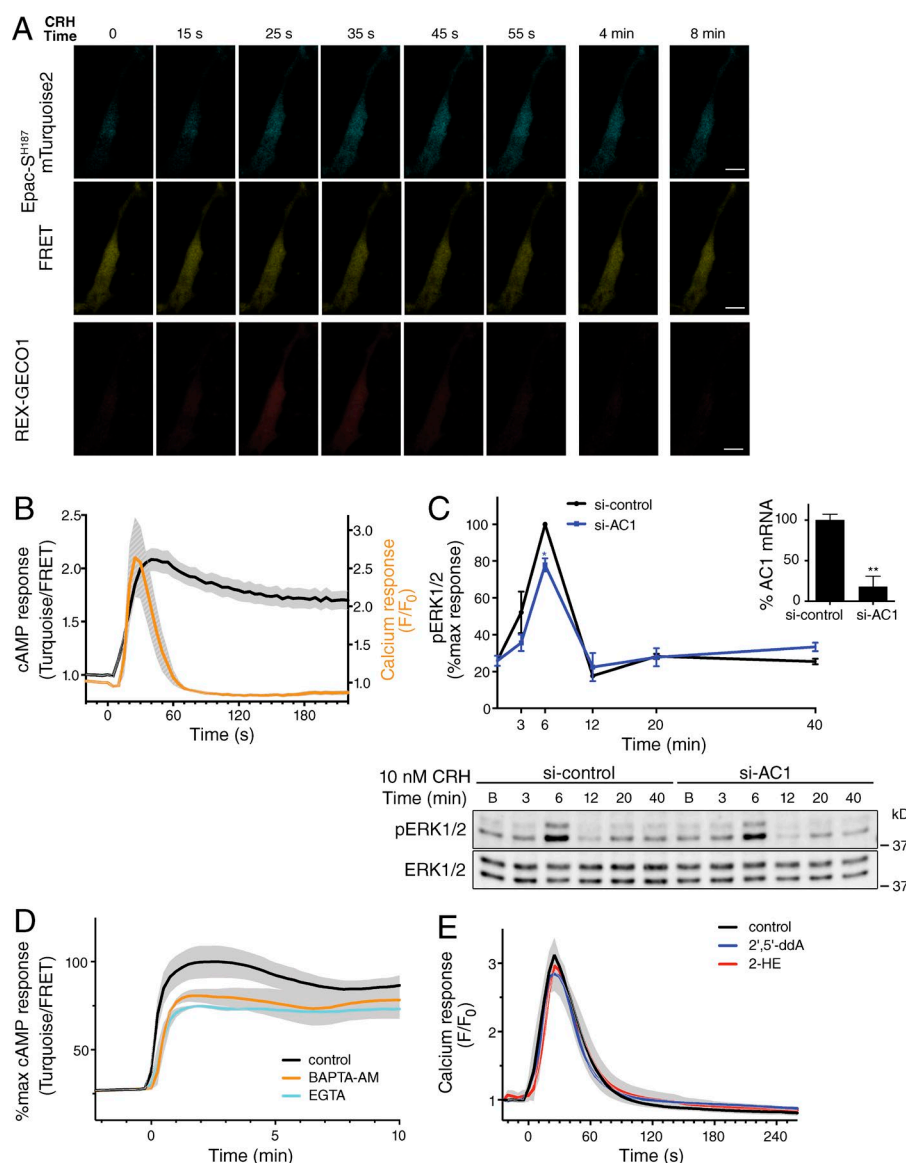 A
CRH
Time 0 15 s 25 s 35 s 45 s 55 s 4 min 8 min
Epac-S^H187
mTurquoise2
FRET
REX-GECO1
B
cAMP response
(Turquoise/FRET)
2.5
2.0
1.5
1.0
3.0
2.5
2.0
1.5
1.0
Calcium response
(F/F₀)
0 60 120 180
Time (s)
C
si-control
si-AC1
pERK1/2
(%max response)
100
80
60
40
20
0
*
3 6 12 20 40
Time (min)
% AC1 mRNA
100
50
0
**
si-control si-AC1
10 nM CRH si-control si-AC1
Time (min) B 3 6 12 20 40 B 3 6 12 20 40
kD
pERK1/2
37
ERK1/2
37
D
%max cAMP response
(Turquoise/FRET)
100
50
control
BAPTA-AM
EGTA
0 5 10
Time (min)
E
control
2',5'-ddA
2-HE
Calcium response
(F/F₀)
3
2
1
0 60 120 180 240
Time (s)